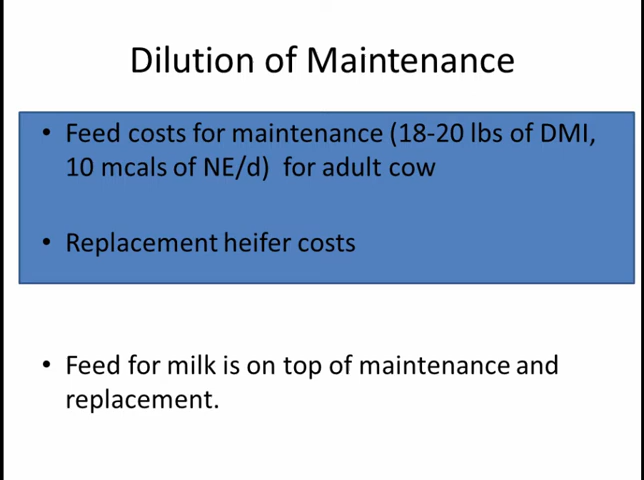 Dilution of Maintenance
• Feed costs for maintenance (18-20 lbs of DMI,
10 mcals of NE/d) for adult cow
• Replacement heifer costs
• Feed for milk is on top of maintenance and
replacement.